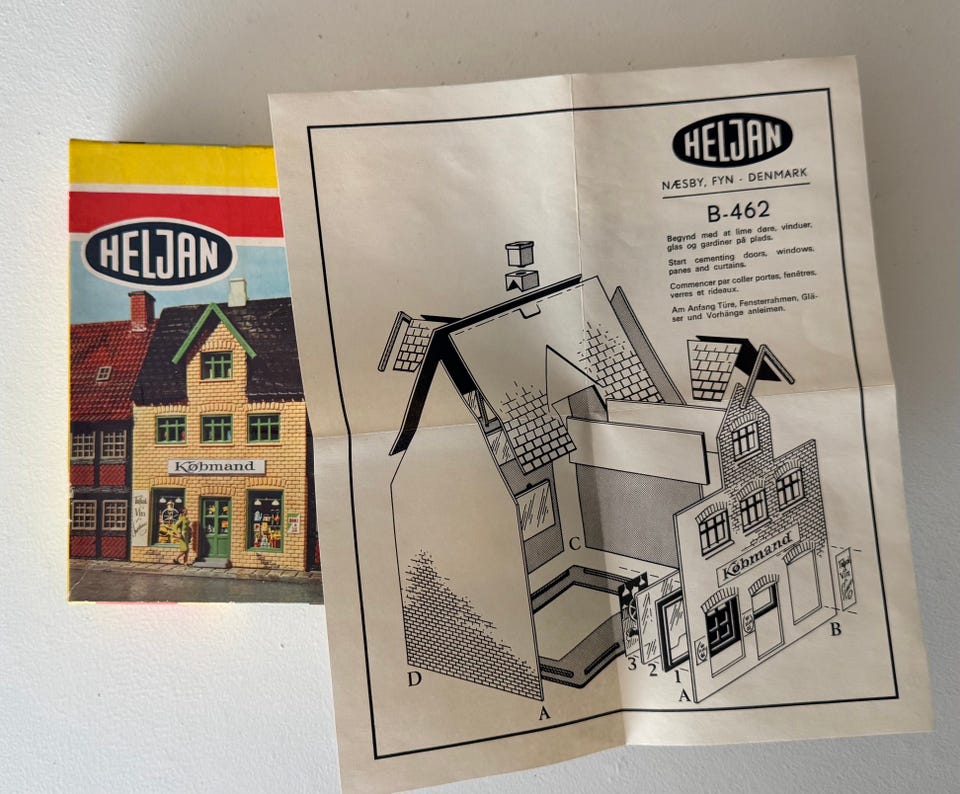 HELJAN
Købmand
Vin
HELJAN
NÆSBY, FYN - DENMARK
B-462
Begynd med at lime døre, vinduer,
glas og gardiner på plads.
Start cementing doors, windows,
panes and curtains.
Commencer par coller portes, fenêtres,
verres et rideaux.
Am Anfang Türe, Fensterrahmen, Glä-
ser und Vorhänge anleimen.
C
Købmand
Vin
B
3
2
1
A
D
A